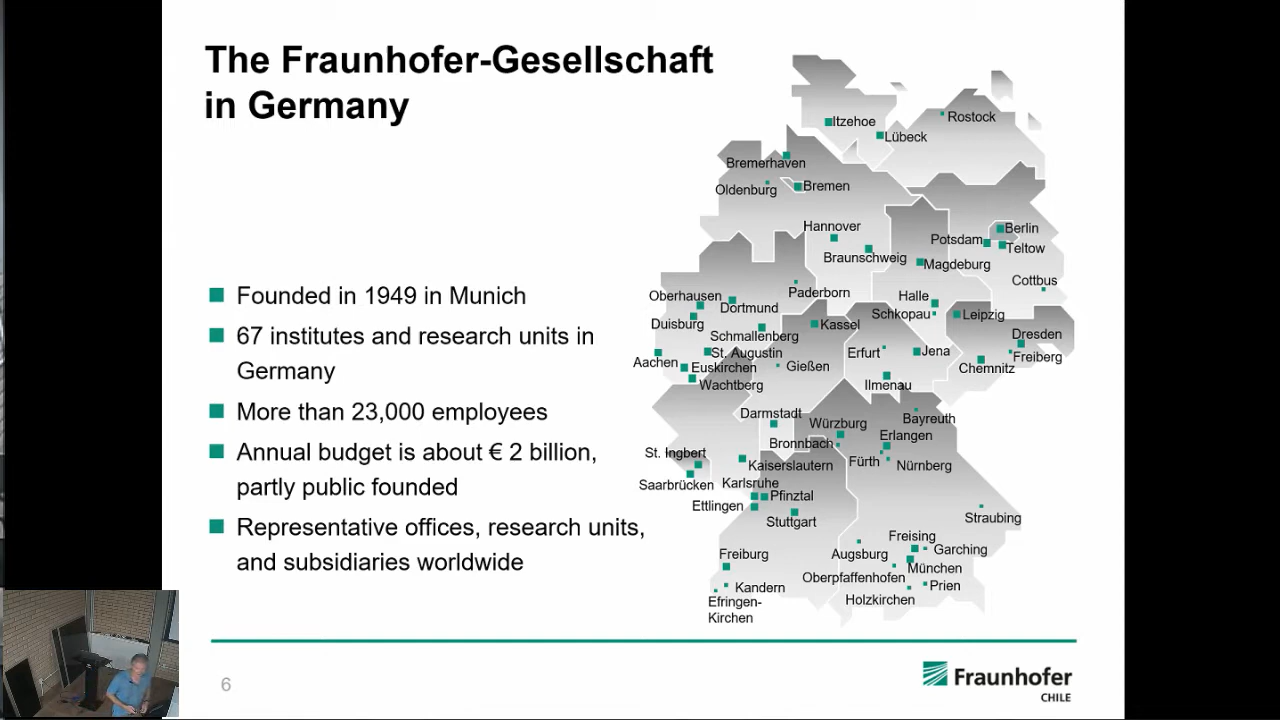 The Fraunhofer-Gesellschaft
in Germany
Founded in 1949 in Munich
67 institutes and research units in
Germany
More than 23,000 employees
Annual budget is about € 2 billion,
partly public founded
Representative offices, research units,
and subsidiaries worldwide
Itzehoe
Rostock
Lübeck
Bremerhaven
Oldenburg
Bremen
Hannover
Berlin
Potsdam
Teltow
Braunschweig
Magdeburg
Cottbus
Paderborn
Oberhausen
Dortmund
Halle
Schkopau
Leipzig
Duisburg
Kassel
Schmallenberg
Dresden
Aachen
St. Augustin
Erfurt
Jena
Freiberg
Euskirchen
Gießen
Chemnitz
Wachtberg
Ilmenau
Darmstadt
Würzburg
Bayreuth
Bronnbach
Erlangen
St. Ingbert
Kaiserslautern
Fürth
Nürnberg
Saarbrücken
Karlsruhe
Ettlingen
Pfinztal
Stuttgart
Straubing
Freising
Freiburg
Augsburg
Garching
München
Oberpfaffenhofen
Kandern
Prien
Efringen-
Kirchen
Holzkirchen
6
Fraunhofer
CHILE